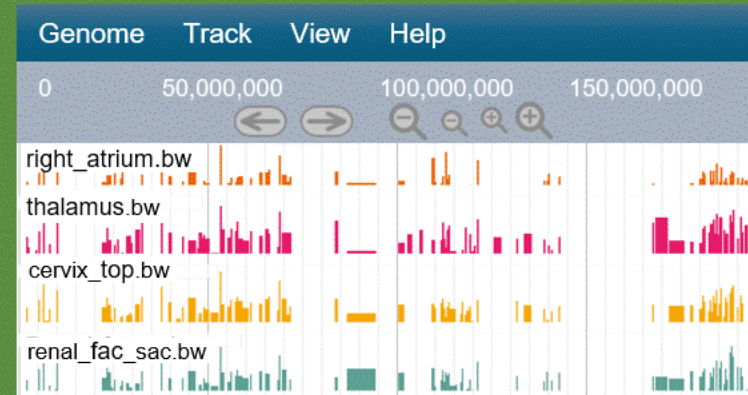 Genome Track View Help
0 50,000,000 100,000,000 150,000,000
right_atrium.bw
thalamus.bw
cervix_top.bw
renal_fac_sac.bw